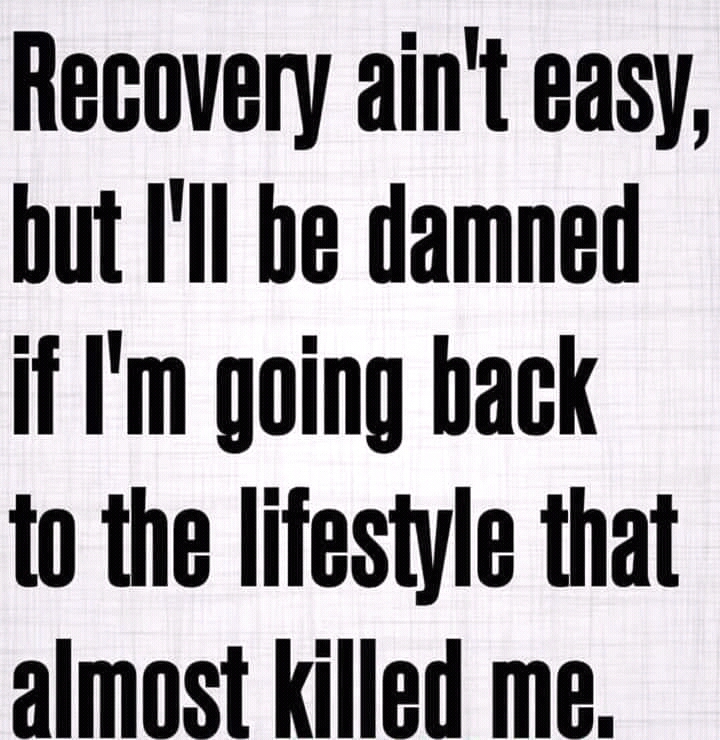 Recovery ain't easy,
but I'll be damned
if I'm going back
to the lifestyle that
almost killed me.